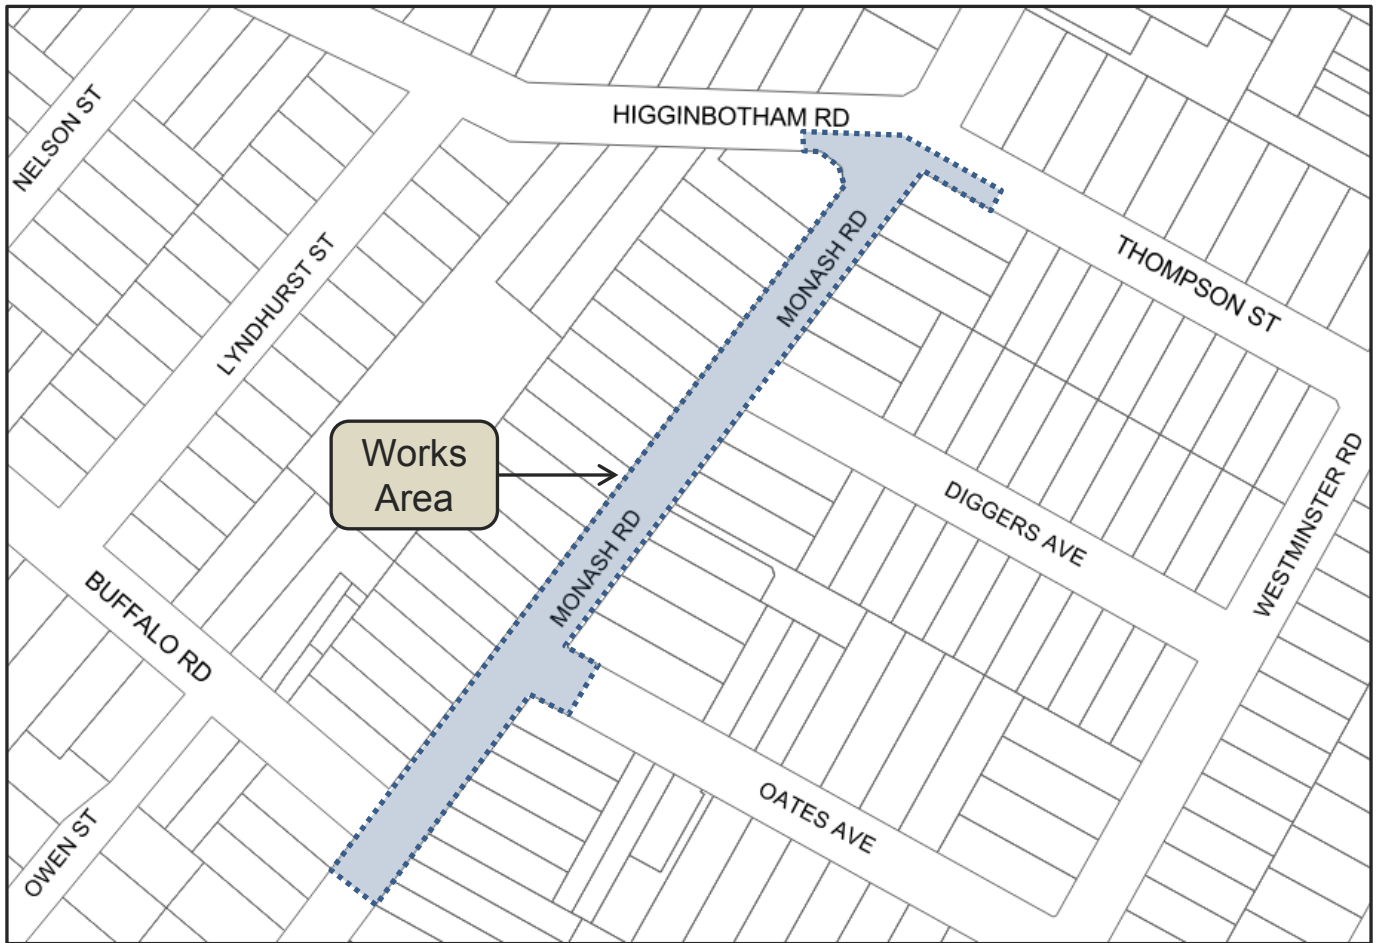 NELSON ST
HIGGINBOTHAM RD
MONASH RD
THOMPSON ST
LYNDHURST ST
Works
Area
DIGGERS AVE
WESTMINSTER RD
MONASH RD
BUFFALO RD
OATES AVE
OWEN ST